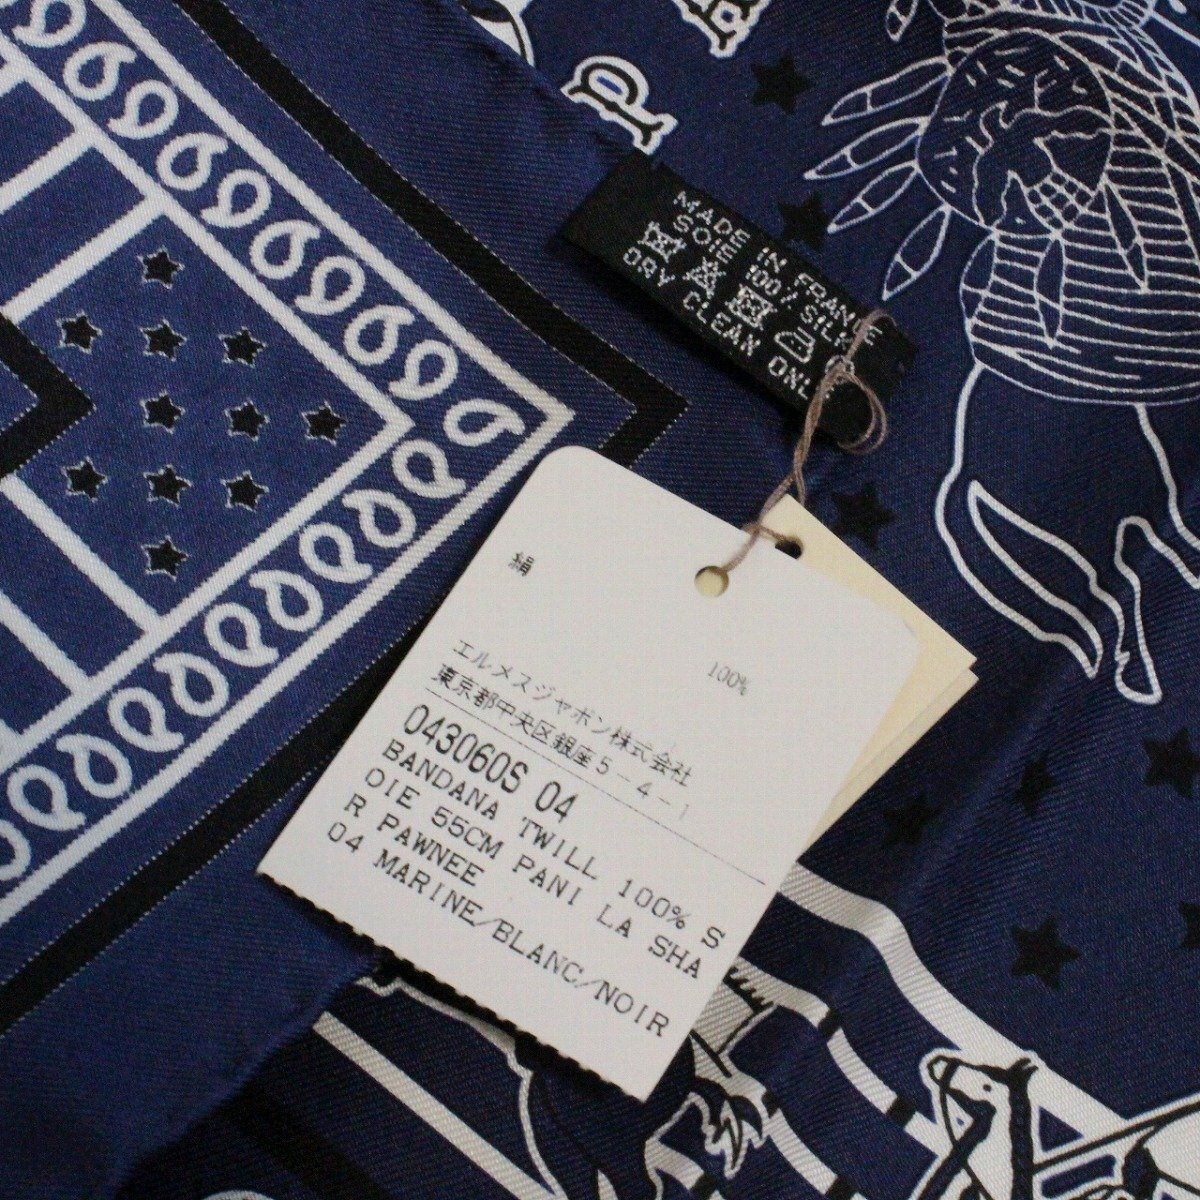 MADE IN FRANCE
SOIE 100% SILK
DRY CLEAN ONL
絹
100%
エルメスジャポン株式会社
東京都中央区銀座5-4-1
043060S 04
BANDANA TWILL 100% S
OIE 55CM PANI LA SHA
R PAWNEE
04 MARINE/BLANC/NOIR